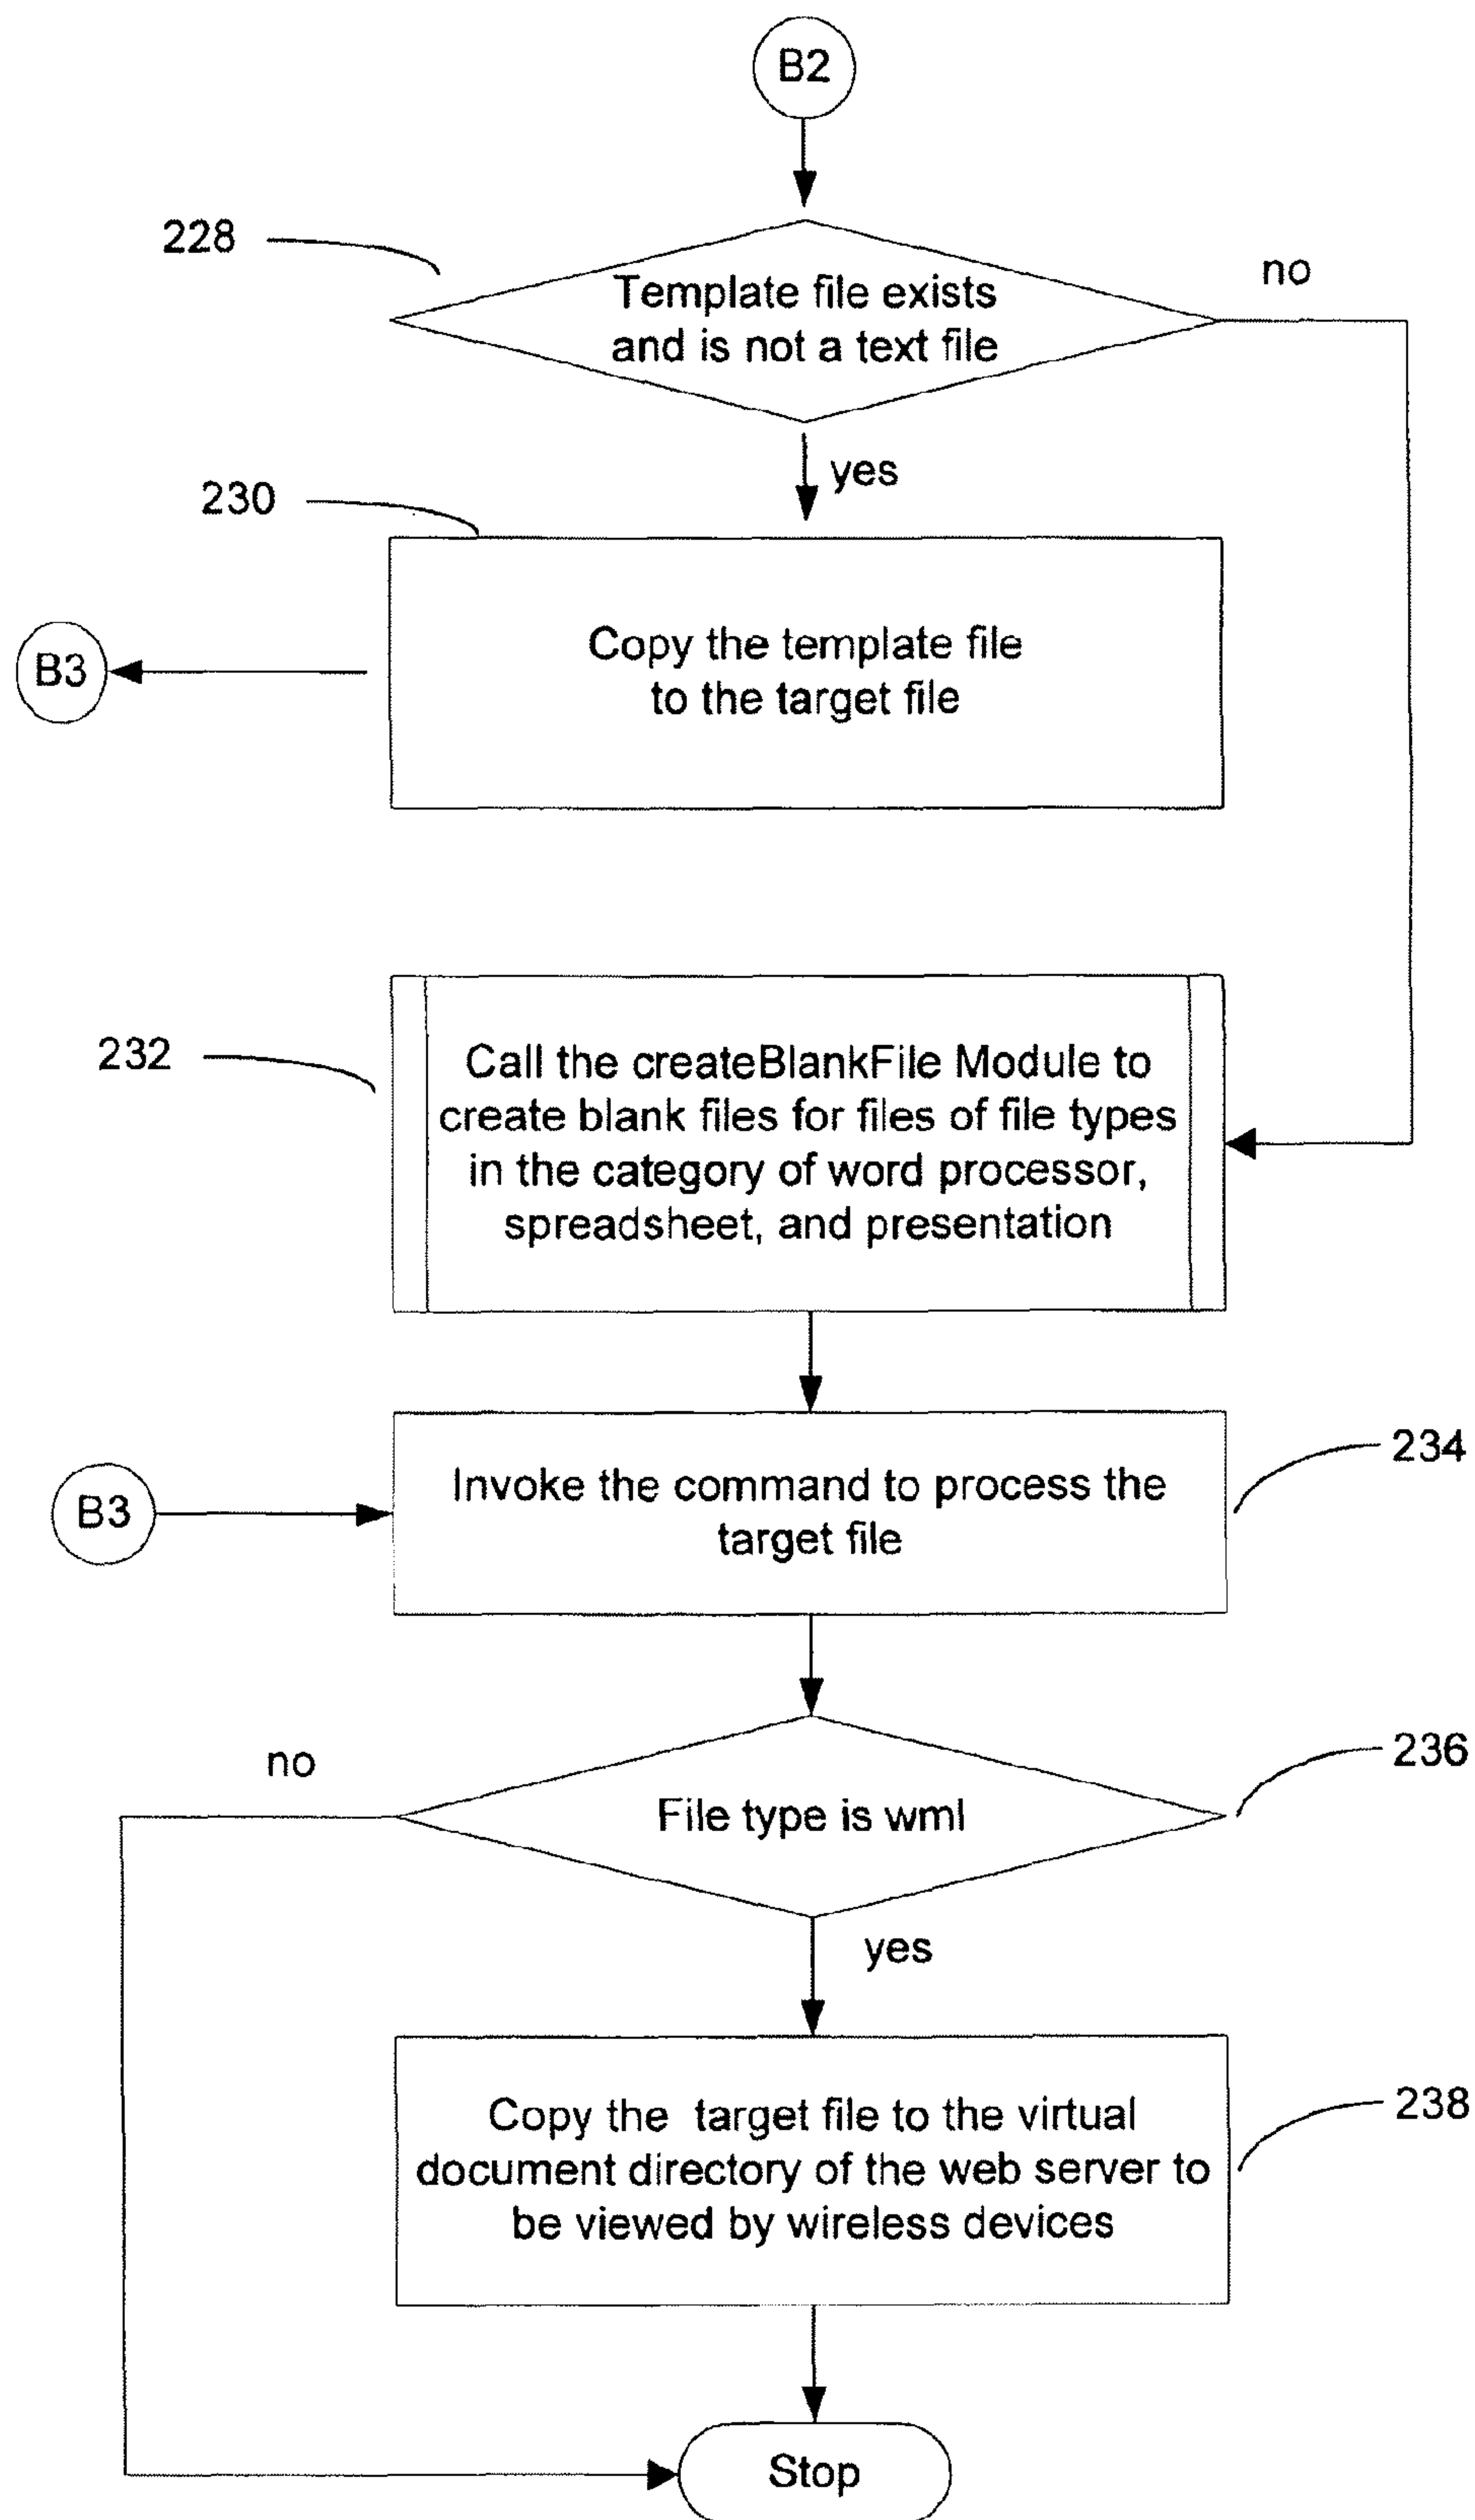 B2
228
no
Template file exists
and is not a text file
yes
230
Copy the template file
to the target file
B3
232
Call the createBlankFile Module to
create blank files for files of file types
in the category of word processor,
spreadsheet, and presentation
234
B3
Invoke the command to process the
target file
no
236
File type is wml
yes
238
Copy the target file to the virtual
document directory of the web server to
be viewed by wireless devices
Stop